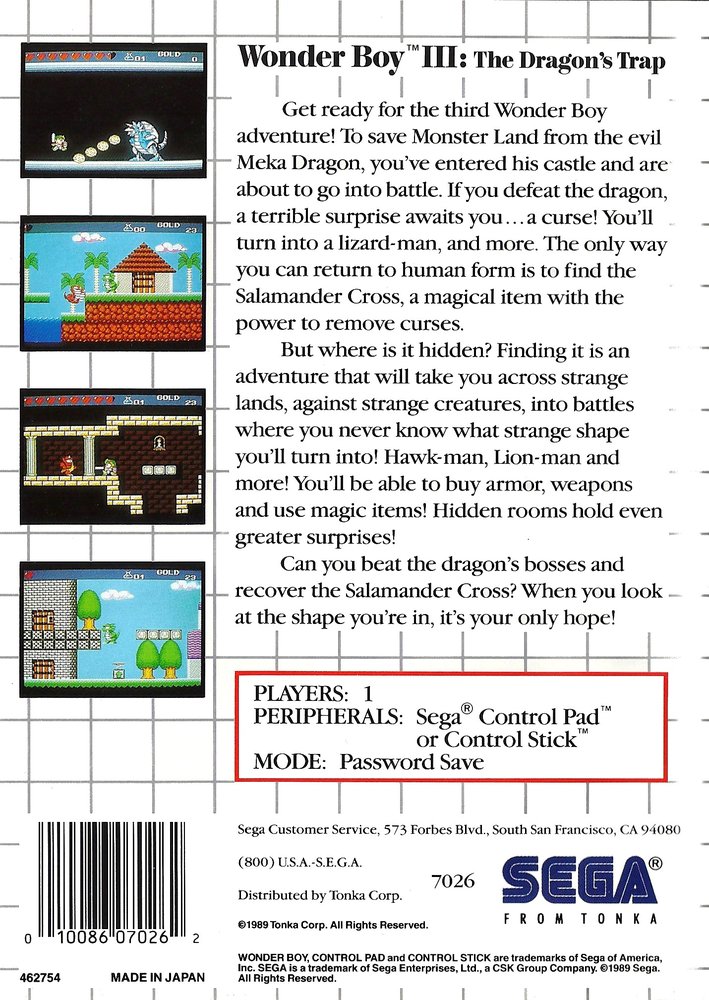 Wonder Boy™ III: The Dragon's Trap
Get ready for the third Wonder Boy
adventure! To save Monster Land from the evil
Meka Dragon, you've entered his castle and are
about to go into battle. If you defeat the dragon,
a terrible surprise awaits you...a curse! You'll
turn into a lizard-man, and more. The only way
you can return to human form is to find the
Salamander Cross, a magical item with the
power to remove curses.
But where is it hidden? Finding it is an
adventure that will take you across strange
lands, against strange creatures, into battles
where you never know what strange shape
you'll turn into! Hawk-man, Lion-man and
more! You'll be able to buy armor, weapons
and use magic items! Hidden rooms hold even
greater surprises!
Can you beat the dragon's bosses and
recover the Salamander Cross? When you look
at the shape you're in, it's your only hope!
01 GOLD 0
00 GOLD 23
01 GOLD 23
01 GOLD 23
PLAYERS: 1
PERIPHERALS: Sega® Control Pad™
or Control Stick™
MODE: Password Save
Sega Customer Service, 573 Forbes Blvd., South San Francisco, CA 94080
(800) U.S.A.-S.E.G.A.
Distributed by Tonka Corp.
7026
©1989 Tonka Corp. All Rights Reserved.
SEGA®
FROM TONKA
WONDER BOY, CONTROL PAD and CONTROL STICK are trademarks of Sega of America,
Inc. SEGA is a trademark of Sega Enterprises, Ltd., a CSK Group Company. ©1989 Sega.
All Rights Reserved.
0 10086 07026 2
462754 MADE IN JAPAN